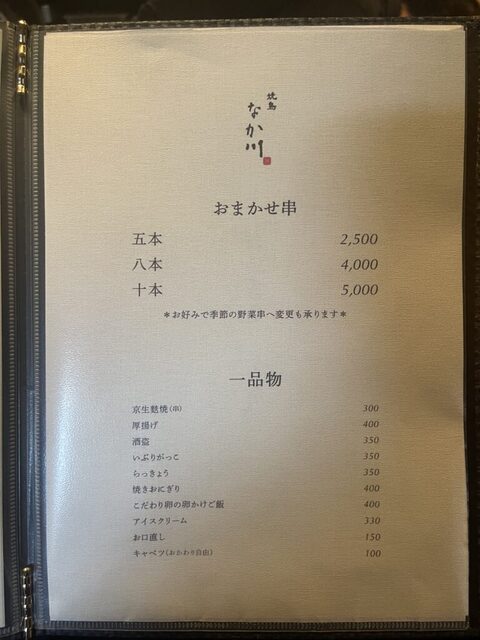 焼鳥
なか川
おまかせ串
五本 2,500
八本 4,000
十本 5,000
＊お好みで季節の野菜串へ変更も承ります＊
一品物
京生麩焼(串) 300
厚揚げ 400
酒盗 350
いぶりがっこ 350
らっきょう 350
焼きおにぎり 400
こだわり卵の卵かけご飯 400
アイスクリーム 330
お口直し 150
キャベツ(おかわり自由) 100